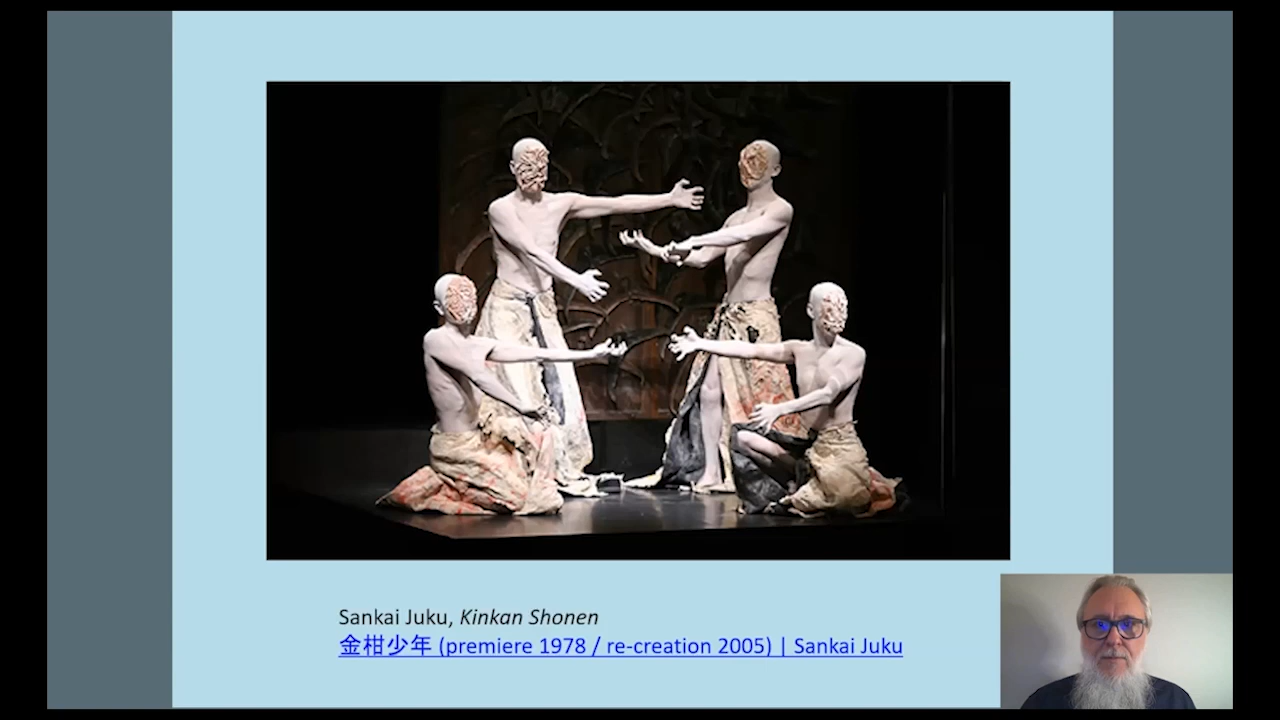 Sankai Juku, Kinkan Shonen
金柑少年 (premiere 1978 / re-creation 2005) | Sankai Juku